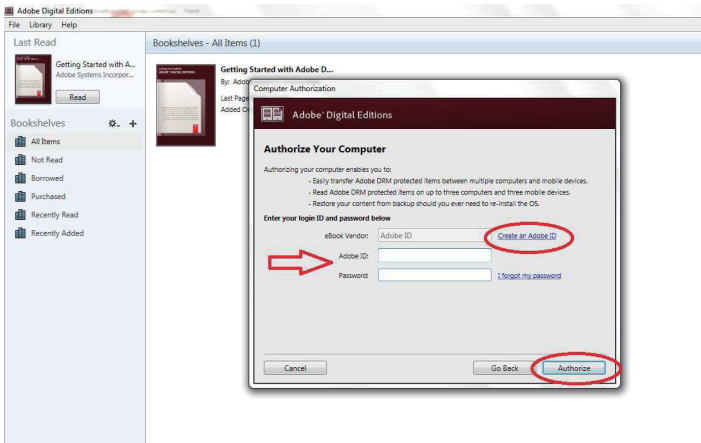 Adobe Digital Editions
File Library Help
Last Read
Getting Started with A...
Adobe Systems Incorpor...
Read
Bookshelves
All Items
Not Read
Borrowed
Purchased
Recently Read
Recently Added
Bookshelves - All Items (1)
Getting Started with Adobe D...
By: Adob
Last Page
Added O
Computer Authorization
Adobe® Digital Editions
Authorize Your Computer
Authorizing your computer enables you to:
- Easily transfer Adobe DRM protected items between multiple computers and mobile devices.
- Read Adobe DRM protected items on up to three computers and three mobile devices.
- Restore your content from backup should you ever need to re-install the OS.
Enter your login ID and password below
eBook Vendor: Adobe ID Create an Adobe ID
Adobe ID:
Password: I forgot my password
Cancel Go Back Authorize